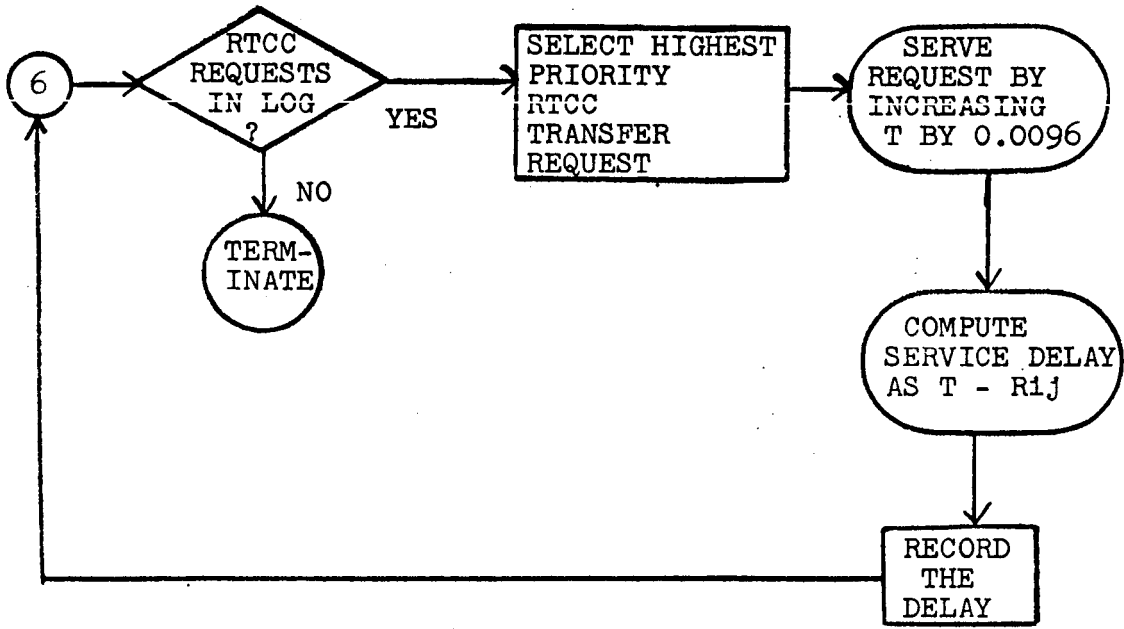 6
RTCC
REQUESTS
IN LOG
?
YES
NO
TERM-
INATE
SELECT HIGHEST
PRIORITY
RTCC
TRANSFER
REQUEST
SERVE
REQUEST BY
INCREASING
T BY 0.0096
COMPUTE
SERVICE DELAY
AS T - Rij
RECORD
THE
DELAY